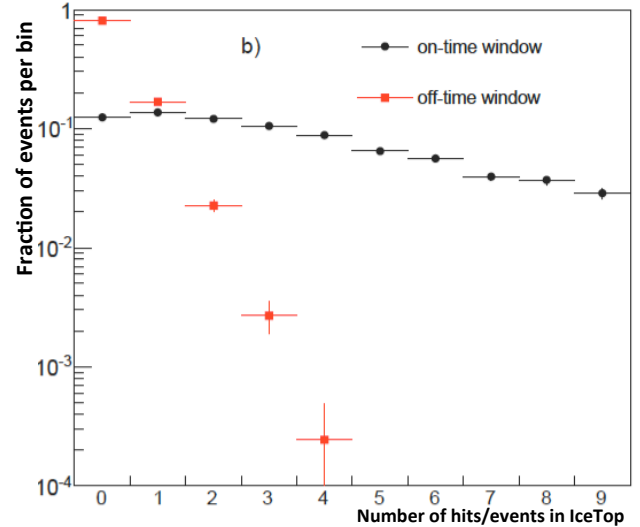 1
b)
on-time window
off-time window
10^-1
10^-2
10^-3
10^-4
Fraction of events per bin
0 1 2 3 4 5 6 7 8 9
Number of hits/events in IceTop